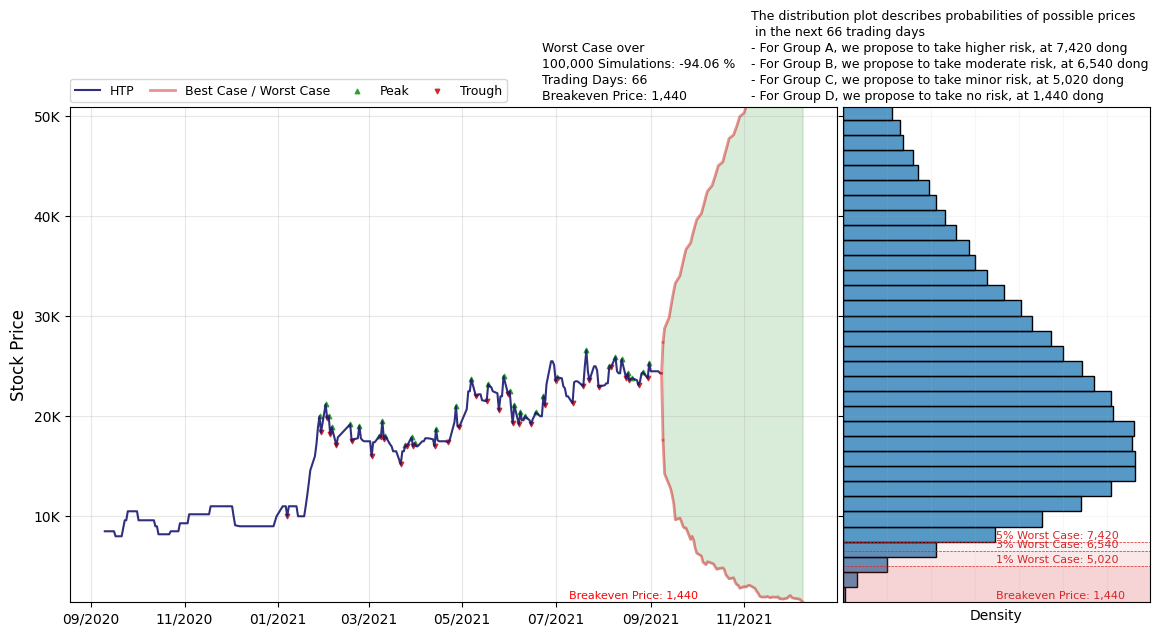 The distribution plot describes probabilities of possible prices
in the next 66 trading days
- For Group A, we propose to take higher risk, at 7,420 dong
- For Group B, we propose to take moderate risk, at 6,540 dong
- For Group C, we propose to take minor risk, at 5,020 dong
- For Group D, we propose to take no risk, at 1,440 dong
Worst Case over
100,000 Simulations: -94.06 %
Trading Days: 66
Breakeven Price: 1,440
HTP
Best Case / Worst Case
Peak
Trough
Stock Price
50K
40K
30K
20K
10K
09/2020
11/2020
01/2021
03/2021
05/2021
07/2021
09/2021
11/2021
Breakeven Price: 1,440
5% Worst Case: 7,420
3% Worst Case: 6,540
1% Worst Case: 5,020
Breakeven Price: 1,440
Density